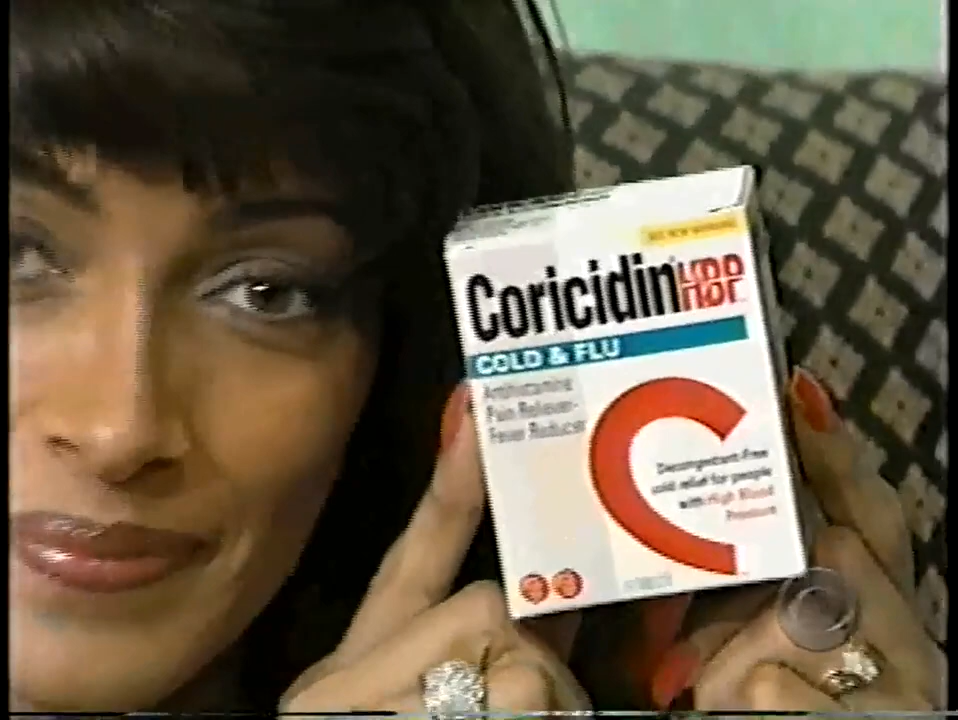 Coricidin HBP
COLD & FLU
Antihistamine
Pain Reliever-
Fever Reducer
Decongestant-Free
cold relief for people
with High Blood
Pressure